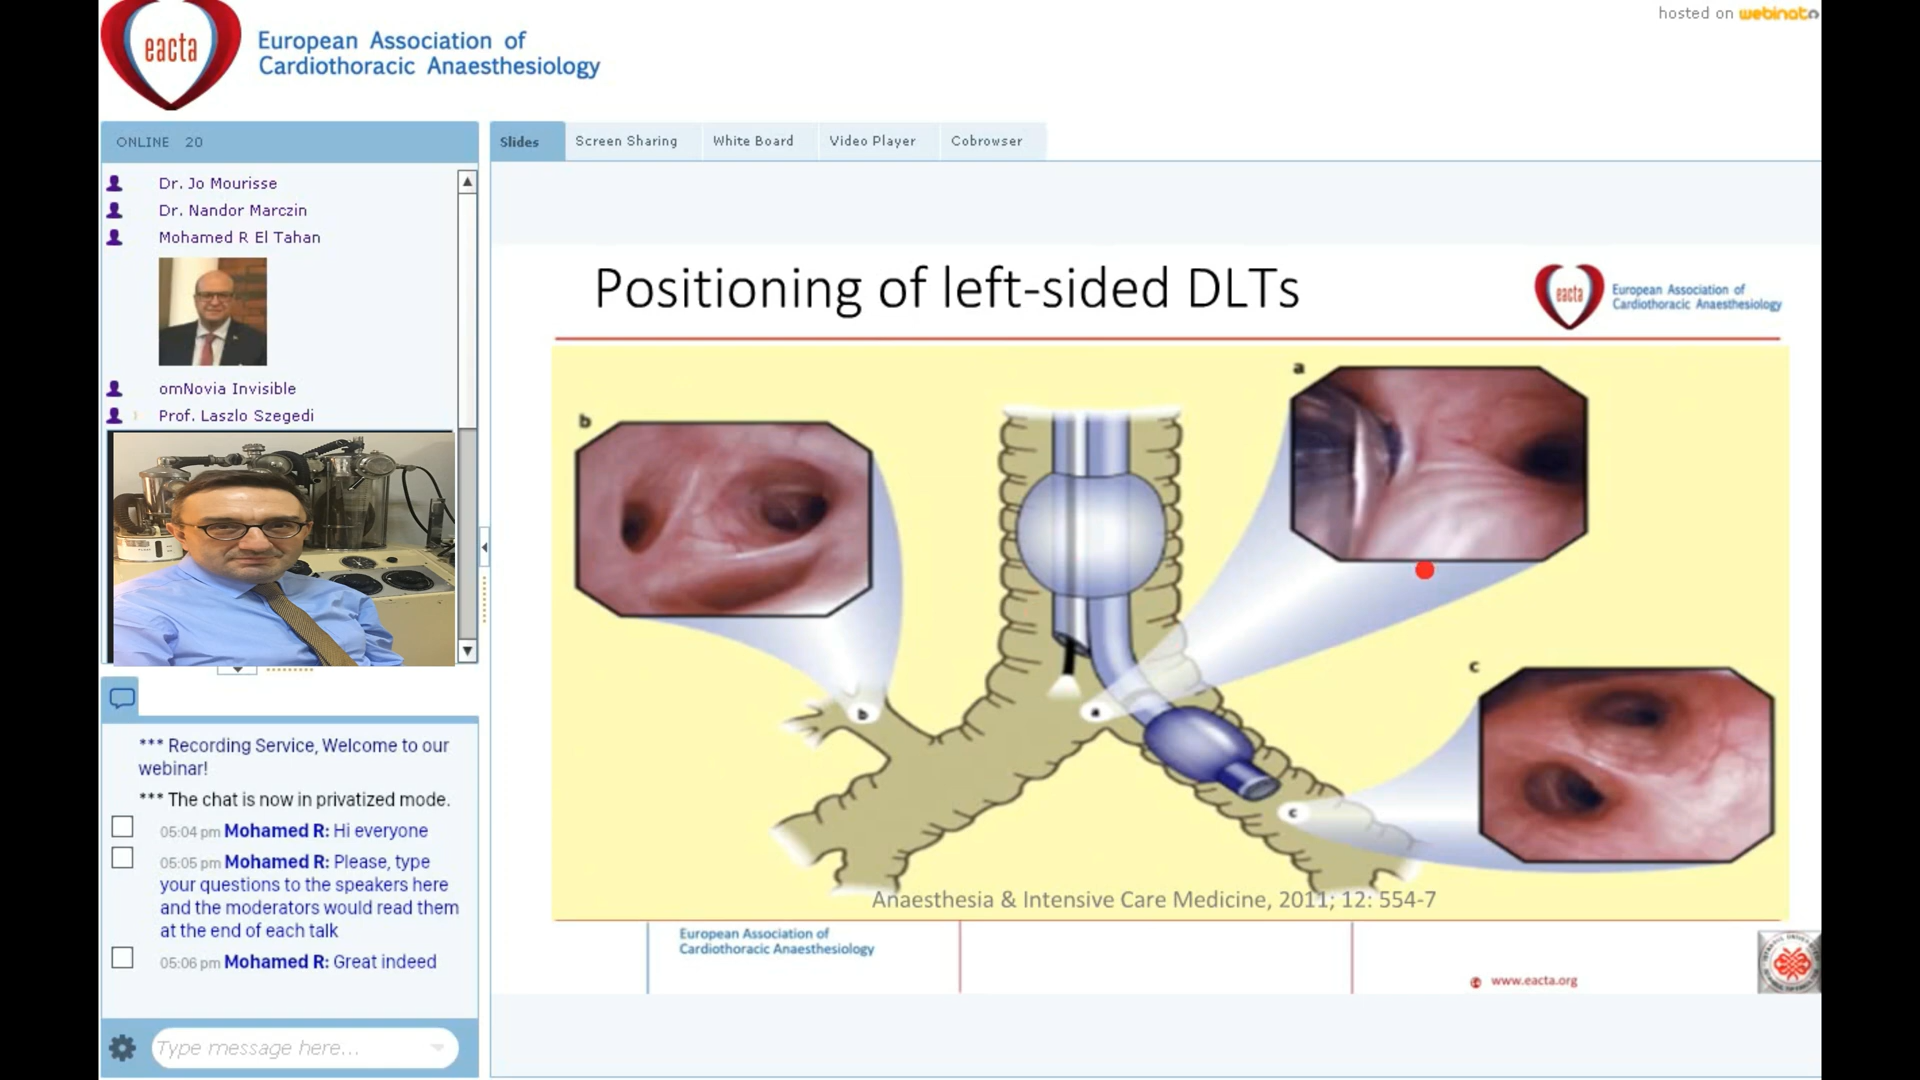 hosted on webinato
eacta
European Association of
Cardiothoracic Anaesthesiology
ONLINE 20
Dr. Jo Mourisse
Dr. Nandor Marczin
Mohamed R El Tahan
omNovia Invisible
Prof. Laszlo Szegedi
*** Recording Service, Welcome to our
webinar!
*** The chat is now in privatized mode.
05:04 pm Mohamed R: Hi everyone
05:05 pm Mohamed R: Please, type
your questions to the speakers here
and the moderators would read them
at the end of each talk
05:06 pm Mohamed R: Great indeed
Type message here...
Slides Screen Sharing White Board Video Player Cobrowser
Positioning of left-sided DLTs
eacta
European Association of
Cardiothoracic Anaesthesiology
a
b
c
b
a
c
Anaesthesia & Intensive Care Medicine, 2011; 12: 554-7
European Association of
Cardiothoracic Anaesthesiology
www.eacta.org